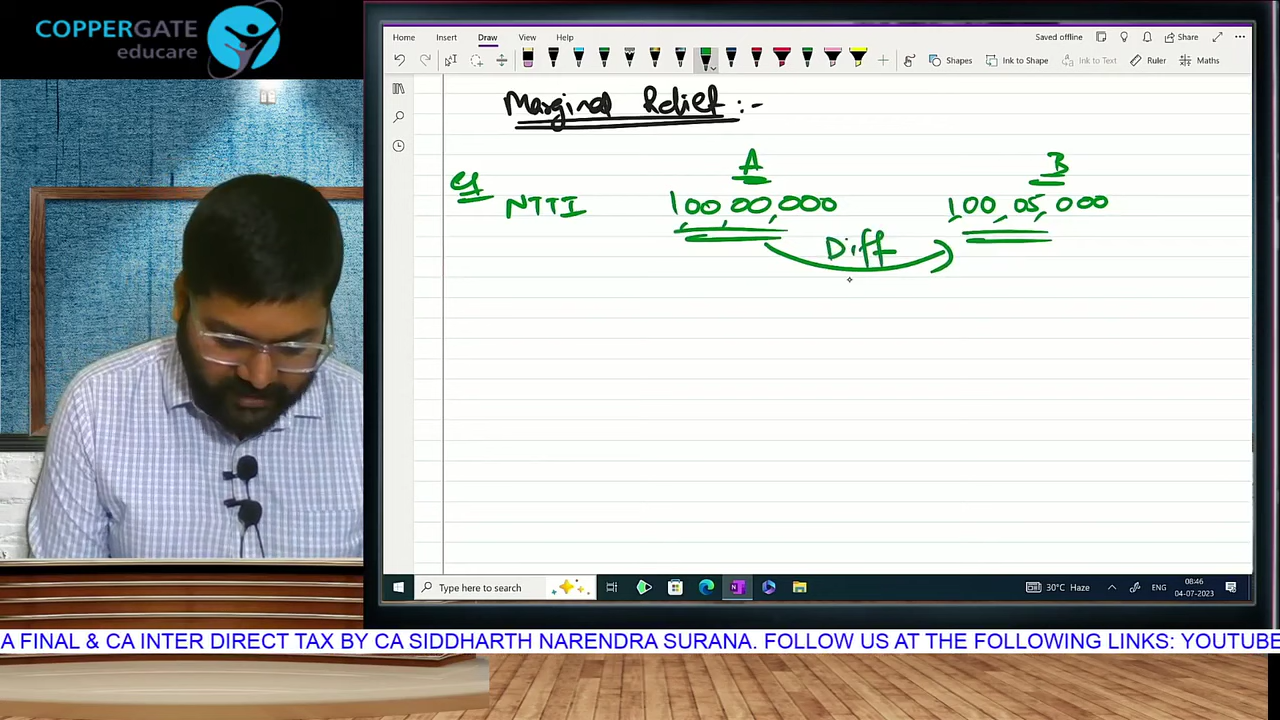 COPPERGATE
educare
Home Insert Draw View Help
Saved offline Share
Shapes Ink to Shape Ink to Text Ruler Maths
Marginal Relief :-
A B
eg NTTI 100,00,000 100,05,000
Diff
Type here to search
30°C Haze ENG 08:46
04-07-2023
A FINAL & CA INTER DIRECT TAX BY CA SIDDHARTH NARENDRA SURANA. FOLLOW US AT THE FOLLOWING LINKS: YOUTUBE